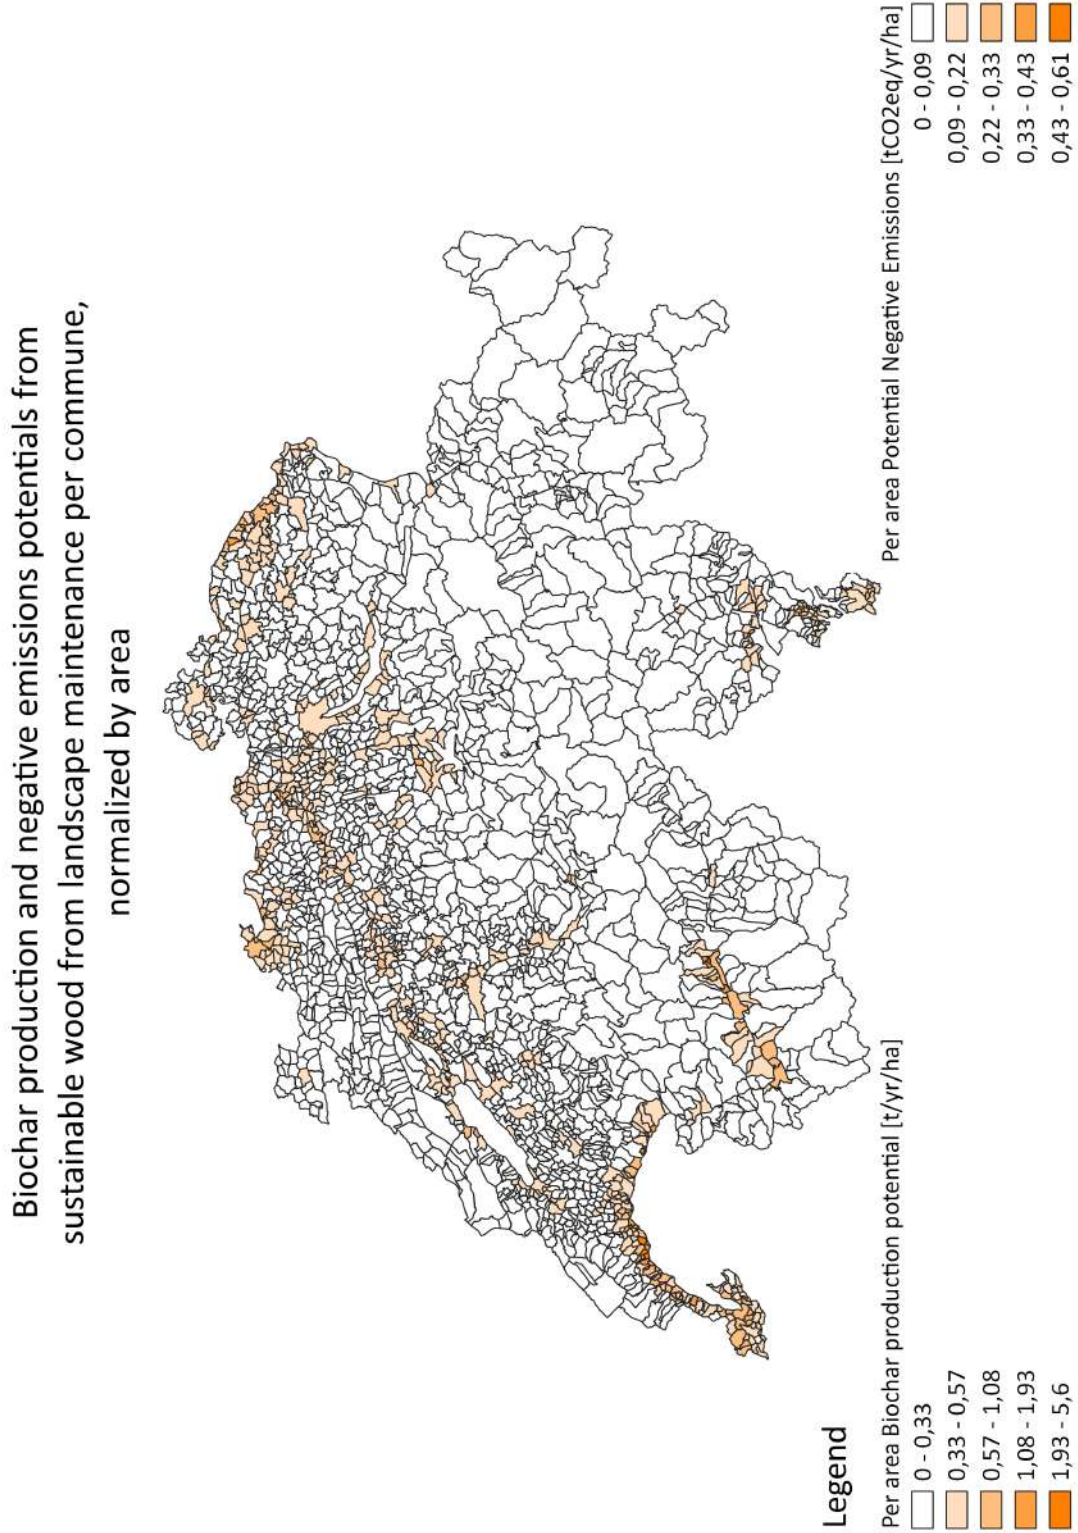 Biochar production and negative emissions potentials from
sustainable wood from landscape maintenance per commune,
normalized by area
Legend
Per area Biochar production potential [t/yr/ha]
0 - 0,33
0,33 - 0,57
0,57 - 1,08
1,08 - 1,93
1,93 - 5,6
Per area Potential Negative Emissions [tCO2eq/yr/ha]
0 - 0,09
0,09 - 0,22
0,22 - 0,33
0,33 - 0,43
0,43 - 0,61